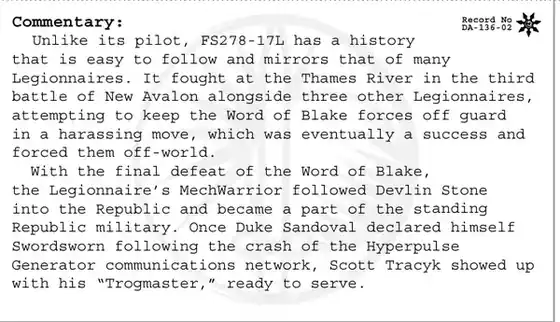 Commentary:
Record No
DA-136-02
Unlike its pilot, FS278-17L has a history
that is easy to follow and mirrors that of many
Legionnaires. It fought at the Thames River in the third
battle of New Avalon alongside three other Legionnaires,
attempting to keep the Word of Blake forces off guard
in a harassing move, which was eventually a success and
forced them off-world.
With the final defeat of the Word of Blake,
the Legionnaire's MechWarrior followed Devlin Stone
into the Republic and became a part of the standing
Republic military. Once Duke Sandoval declared himself
Swordsworn following the crash of the Hyperpulse
Generator communications network, Scott Tracyk showed up
with his “Trogmaster,” ready to serve.